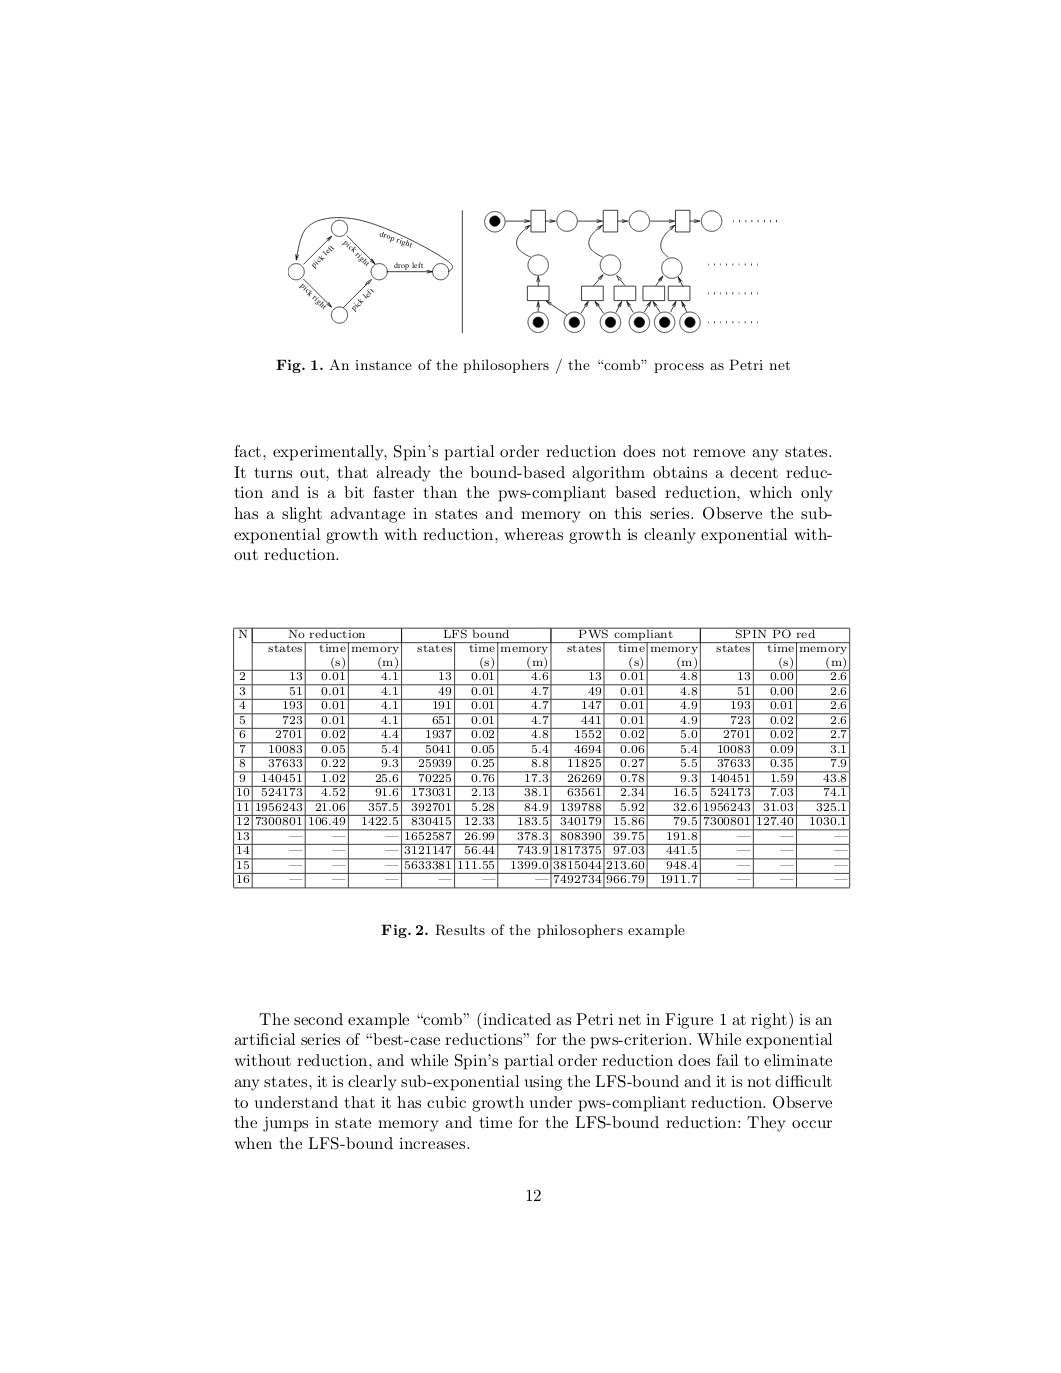 drop right
pick left
pick right
drop left
pick right
pick left
Fig. 1. An instance of the philosophers / the “comb” process as Petri net
fact, experimentally, Spin’s partial order reduction does not remove any states.
It turns out, that already the bound-based algorithm obtains a decent reduc-
tion and is a bit faster than the pws-compliant based reduction, which only
has a slight advantage in states and memory on this series. Observe the sub-
exponential growth with reduction, whereas growth is cleanly exponential with-
out reduction.
N No reduction LFS bound PWS compliant SPIN PO red
states time memory states time memory states time memory states time memory
(s) (m) (s) (m) (s) (m) (s) (m)
2 13 0.01 4.1 13 0.01 4.6 13 0.01 4.8 13 0.00 2.6
3 51 0.01 4.1 49 0.01 4.7 49 0.01 4.8 51 0.00 2.6
4 193 0.01 4.1 191 0.01 4.7 147 0.01 4.9 193 0.01 2.6
5 723 0.01 4.1 651 0.01 4.7 441 0.01 4.9 723 0.02 2.6
6 2701 0.02 4.4 1937 0.02 4.8 1552 0.02 5.0 2701 0.02 2.7
7 10083 0.05 5.4 5041 0.05 5.4 4694 0.06 5.4 10083 0.09 3.1
8 37633 0.22 9.3 25939 0.25 8.8 11825 0.27 5.5 37633 0.35 7.9
9 140451 1.02 25.6 70225 0.76 17.3 26269 0.78 9.3 140451 1.59 43.8
10 524173 4.52 91.6 173031 2.13 38.1 63561 2.34 16.5 524173 7.03 74.1
11 1956243 21.06 357.5 392701 5.28 84.9 139788 5.92 32.6 1956243 31.03 325.1
12 7300801 106.49 1422.5 830415 12.33 183.5 340179 15.86 79.5 7300801 127.40 1030.1
13 — — — 1652587 26.99 378.3 808390 39.75 191.8 — — —
14 — — — 3121147 56.44 743.9 1817375 97.03 441.5 — — —
15 — — — 5633381 111.55 1399.0 3815044 213.60 948.4 — — —
16 — — — — — — 7492734 966.79 1911.7 — — —
Fig. 2. Results of the philosophers example
The second example “comb” (indicated as Petri net in Figure 1 at right) is an
artificial series of “best-case reductions” for the pws-criterion. While exponential
without reduction, and while Spin’s partial order reduction does fail to eliminate
any states, it is clearly sub-exponential using the LFS-bound and it is not difficult
to understand that it has cubic growth under pws-compliant reduction. Observe
the jumps in state memory and time for the LFS-bound reduction: They occur
when the LFS-bound increases.
12